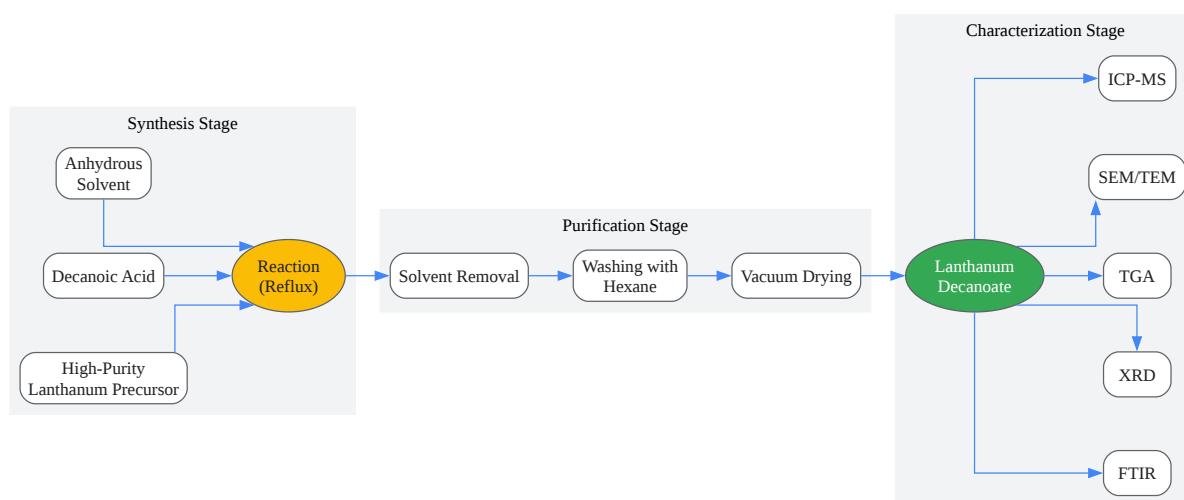 Synthesis Stage
Anhydrous
Solvent
Decanoic Acid
High-Purity
Lanthanum Precursor
Reaction
(Reflux)
Purification Stage
Solvent Removal
Washing with
Hexane
Vacuum Drying
Characterization Stage
Lanthanum
Decanoate
ICP-MS
SEM/TEM
TGA
XRD
FTIR